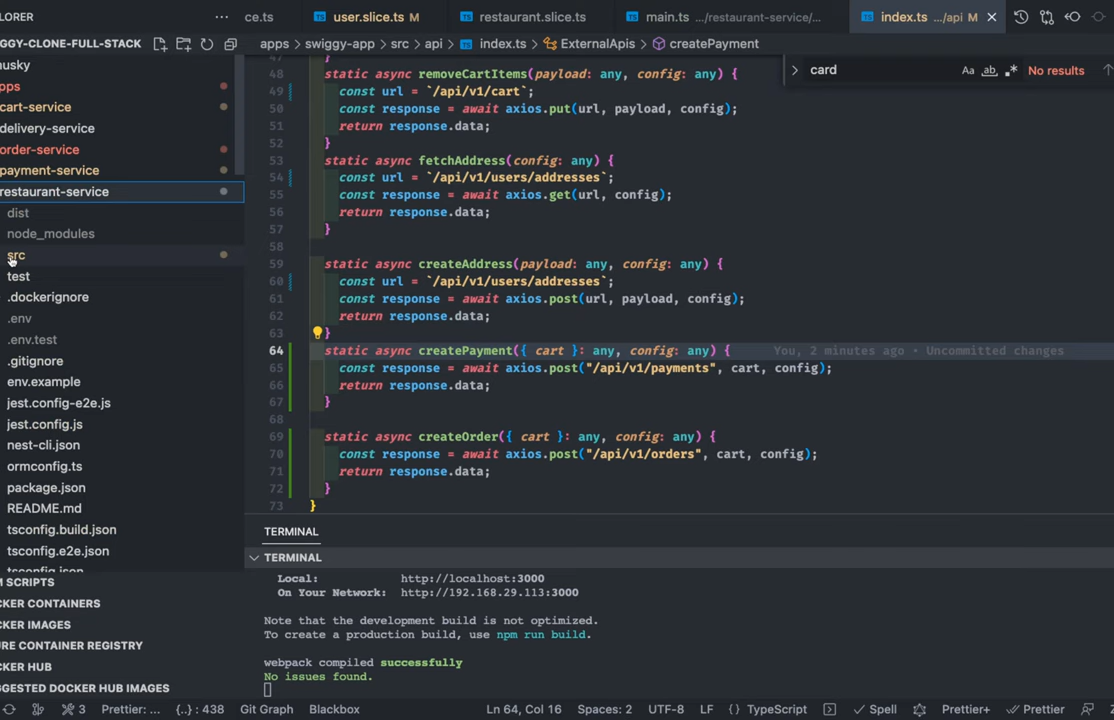 LORER
···
ce.ts
user.slice.ts M
restaurant.slice.ts
main.ts .../restaurant-service/...
index.ts .../api M
GGY-CLONE-FULL-STACK
apps › swiggy-app › src › api › index.ts › ExternalApis › createPayment
card
Aa
ab
No results
usky
pps
cart-service
delivery-service
order-service
payment-service
restaurant-service
dist
node_modules
src
test
.dockerignore
.env
.env.test
.gitignore
env.example
jest.config-e2e.js
jest.config.js
nest-cli.json
ormconfig.ts
package.json
README.md
tsconfig.build.json
tsconfig.e2e.json
tsconfig.json
M SCRIPTS
CKER CONTAINERS
CKER IMAGES
URE CONTAINER REGISTRY
CKER HUB
GGESTED DOCKER HUB IMAGES
47 }
48 static async removeCartItems(payload: any, config: any) {
49 const url = `/api/v1/cart`;
50 const response = await axios.put(url, payload, config);
51 return response.data;
52 }
53 static async fetchAddress(config: any) {
54 const url = `/api/v1/users/addresses`;
55 const response = await axios.get(url, config);
56 return response.data;
57 }
58
59 static async createAddress(payload: any, config: any) {
60 const url = `/api/v1/users/addresses`;
61 const response = await axios.post(url, payload, config);
62 return response.data;
63 }
64 static async createPayment({ cart }: any, config: any) { You, 2 minutes ago • Uncommitted changes
65 const response = await axios.post("/api/v1/payments", cart, config);
66 return response.data;
67 }
68
69 static async createOrder({ cart }: any, config: any) {
70 const response = await axios.post("/api/v1/orders", cart, config);
71 return response.data;
72 }
73 }
TERMINAL
TERMINAL
Local: http://localhost:3000
On Your Network: http://192.168.29.113:3000
Note that the development build is not optimized.
To create a production build, use npm run build.
webpack compiled successfully
No issues found.
3
Prettier: ...
{..} : 438
Git Graph
Blackbox
Ln 64, Col 16
Spaces: 2
UTF-8
LF
{} TypeScript
Spell
Prettier+
Prettier